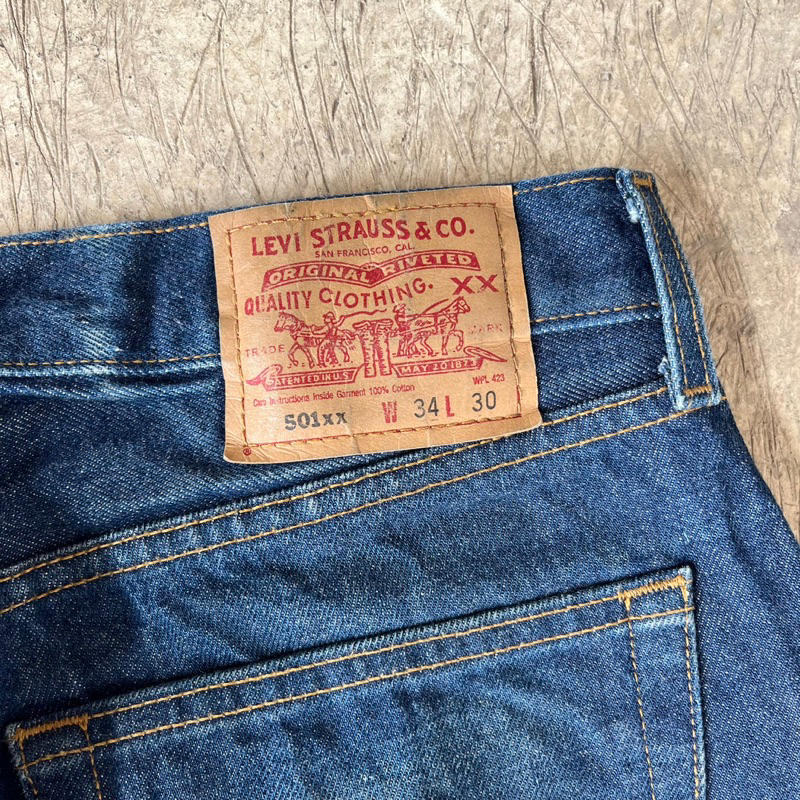 LEVI STRAUSS & CO.
SAN FRANCISCO, CAL.
ORIGINAL RIVETED
QUALITY CLOTHING. XX
TRADE MARK
PATENTED IN U.S. MAY 20 1873
Care Instructions Inside Garment 100% Cotton WPL 423
501xx W 34 L 30
®